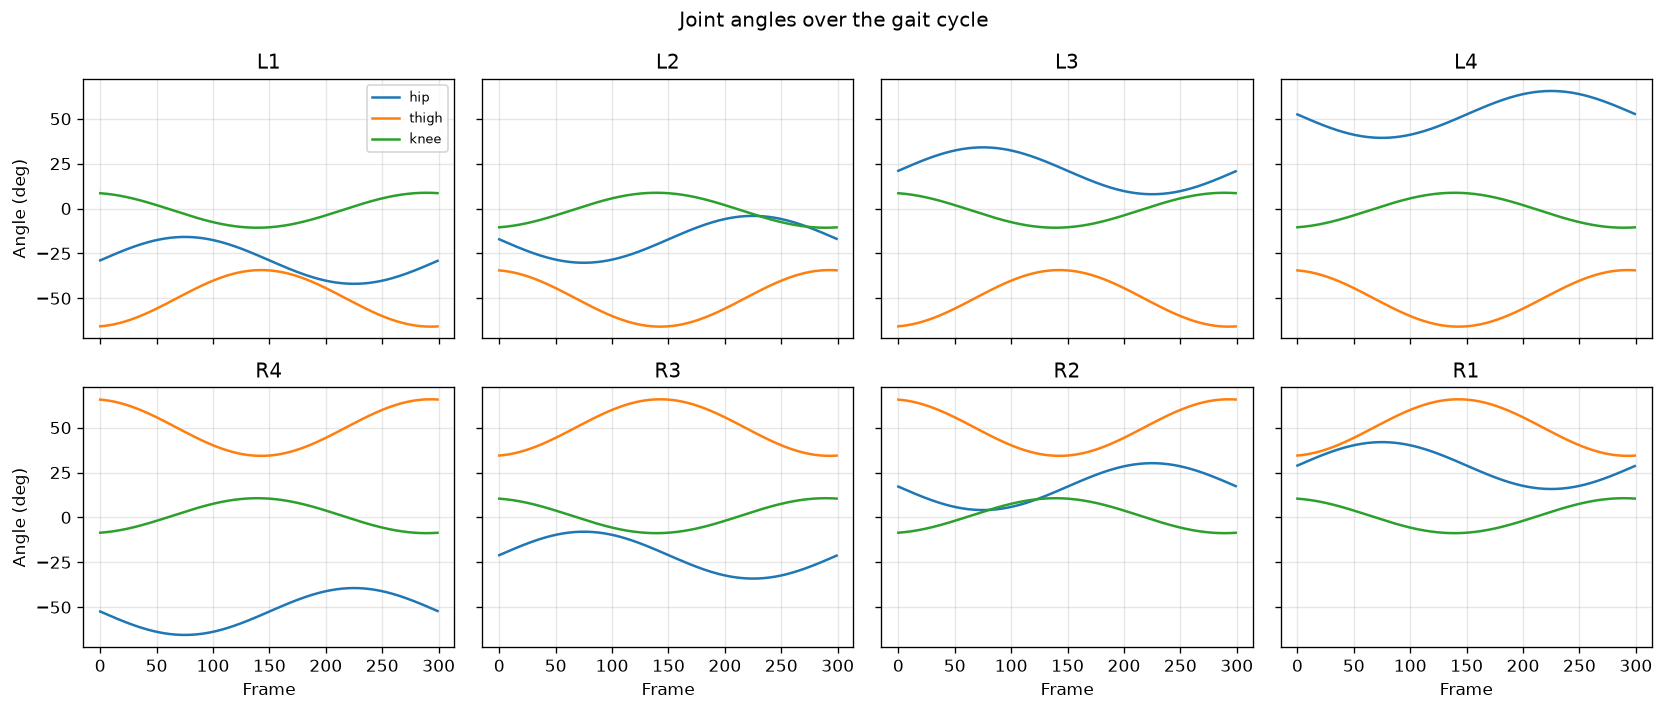 Joint angles over the gait cycle
L1 L2 L3 L4
hip
thigh
knee
50
25
0
−25
−50
Angle (deg)
R4 R3 R2 R1
50
25
0
−25
−50
Angle (deg)
0 50 100 150 200 250 300 0 50 100 150 200 250 300 0 50 100 150 200 250 300 0 50 100 150 200 250 300
Frame Frame Frame Frame